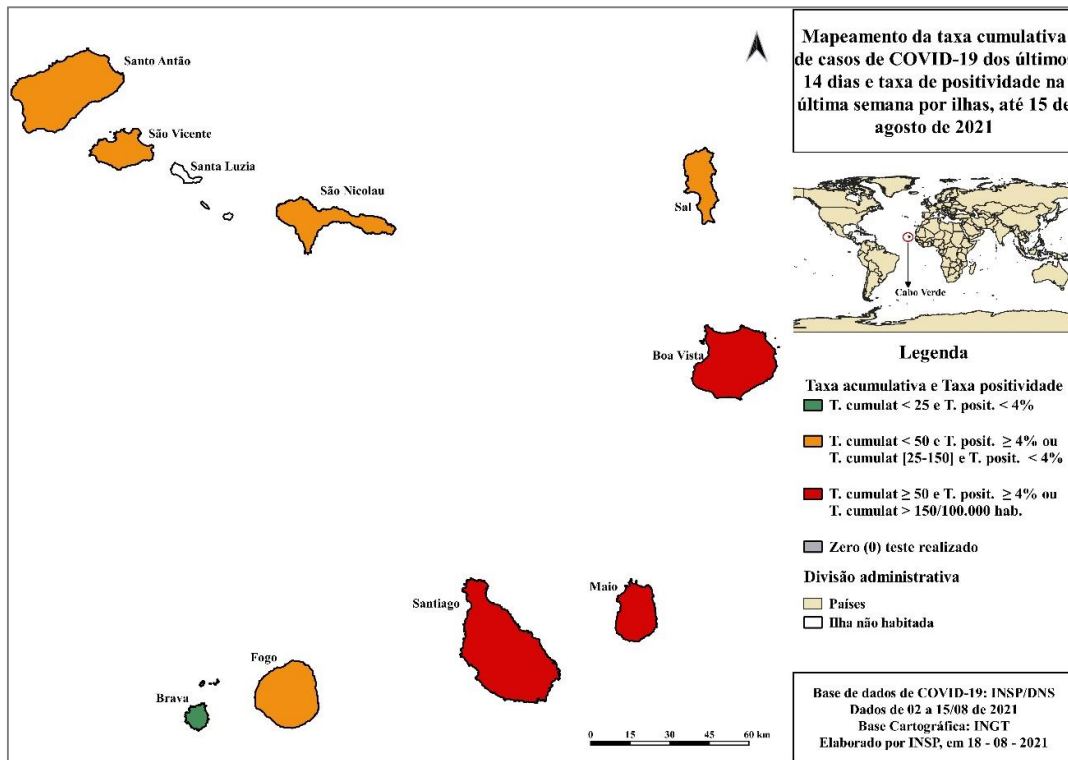 Mapeamento da taxa cumulativa
de casos de COVID-19 dos últimos
14 dias e taxa de positividade na
última semana por ilhas, até 15 de
agosto de 2021
Santo Antão
São Vicente
Santa Luzia
São Nicolau
Sal
Boa Vista
Maio
Santiago
Fogo
Brava
Cabo Verde
Legenda
Taxa acumulativa e Taxa positividade
T. cumulat < 25 e T. posit. < 4%
T. cumulat < 50 e T. posit. ≥ 4% ou
T. cumulat [25-150] e T. posit. < 4%
T. cumulat ≥ 50 e T. posit. ≥ 4% ou
T. cumulat > 150/100.000 hab.
Zero (0) teste realizado
Divisão administrativa
Países
Ilha não habitada
0 15 30 45 60 km
Base de dados de COVID-19: INSP/DNS
Dados de 02 a 15/08 de 2021
Base Cartográfica: INGT
Elaborado por INSP, em 18 - 08 - 2021